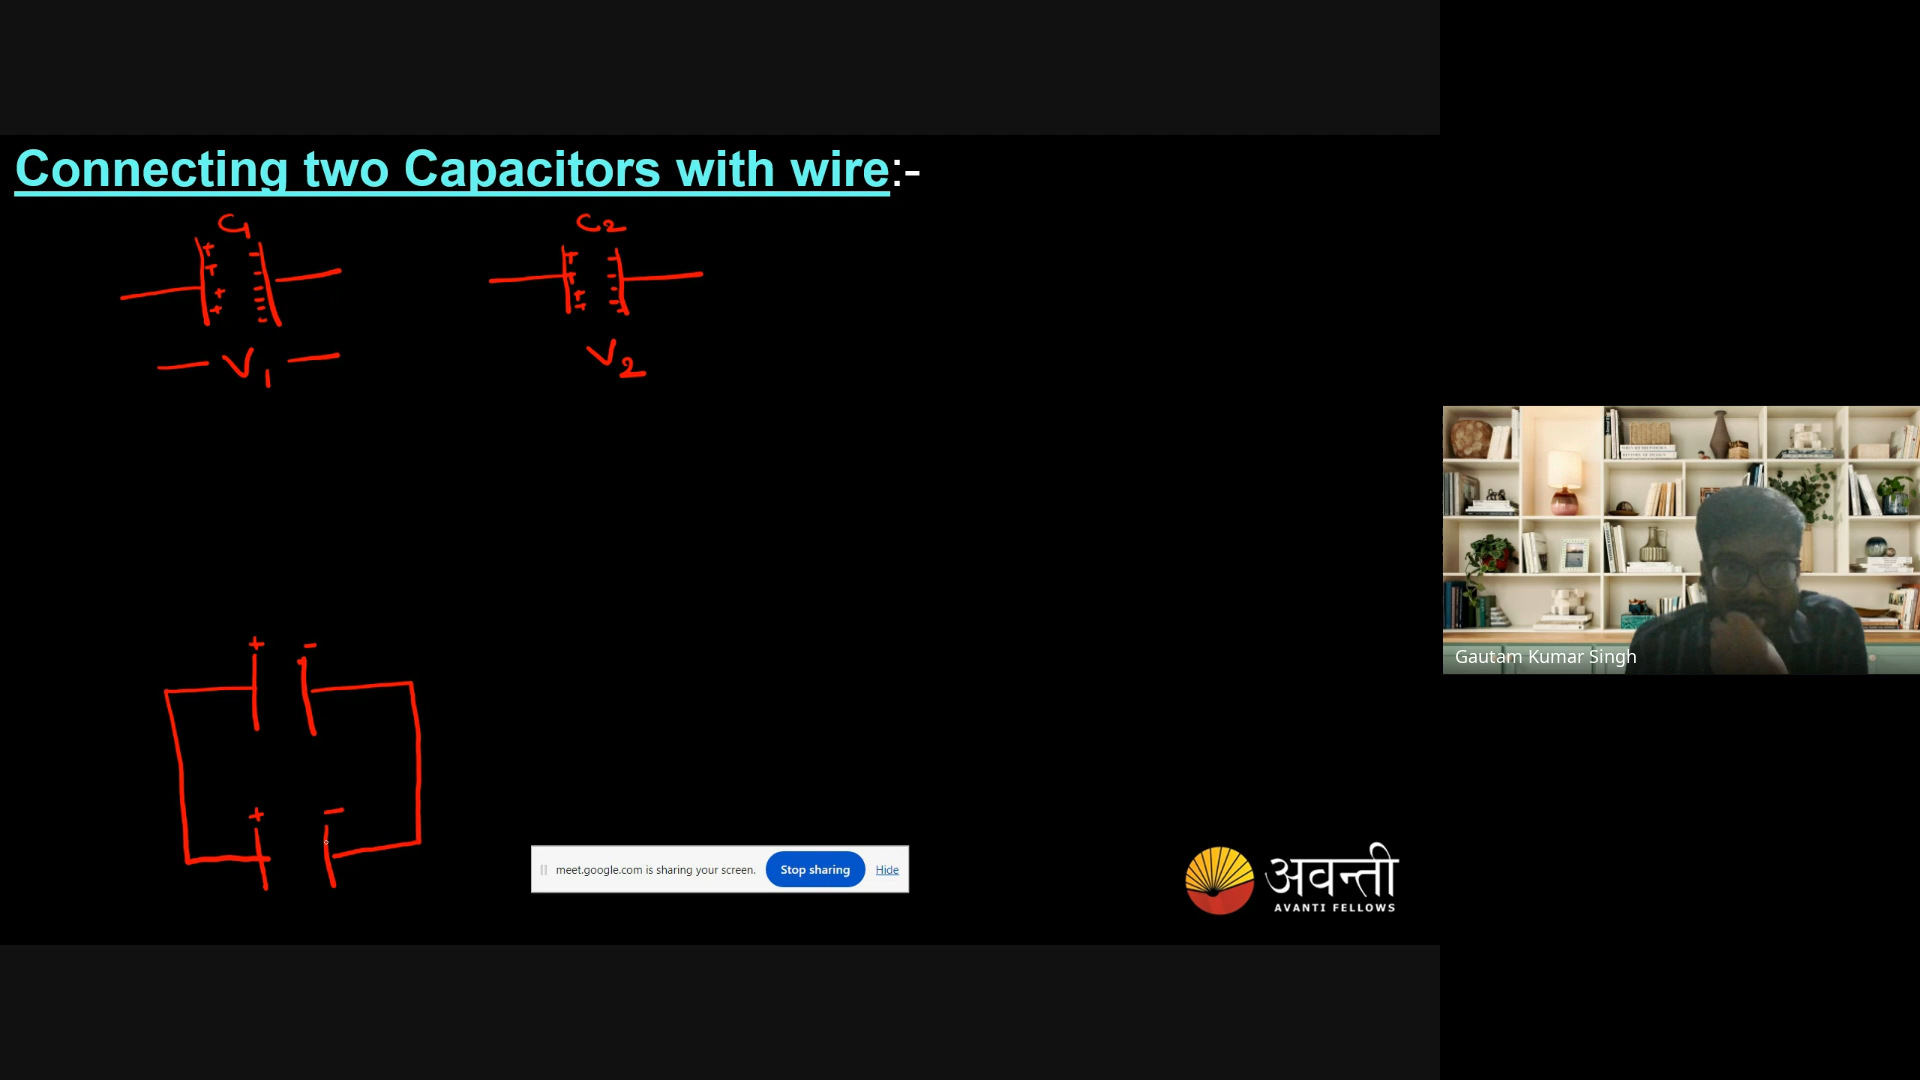 Connecting two Capacitors with wire:-
C1 C2
+ - + -
+ - + -
+ - + -
+ - + -
V1 V2
+ -
+ -
meet.google.com is sharing your screen. Stop sharing Hide
अवन्ती
AVANTI FELLOWS
Gautam Kumar Singh